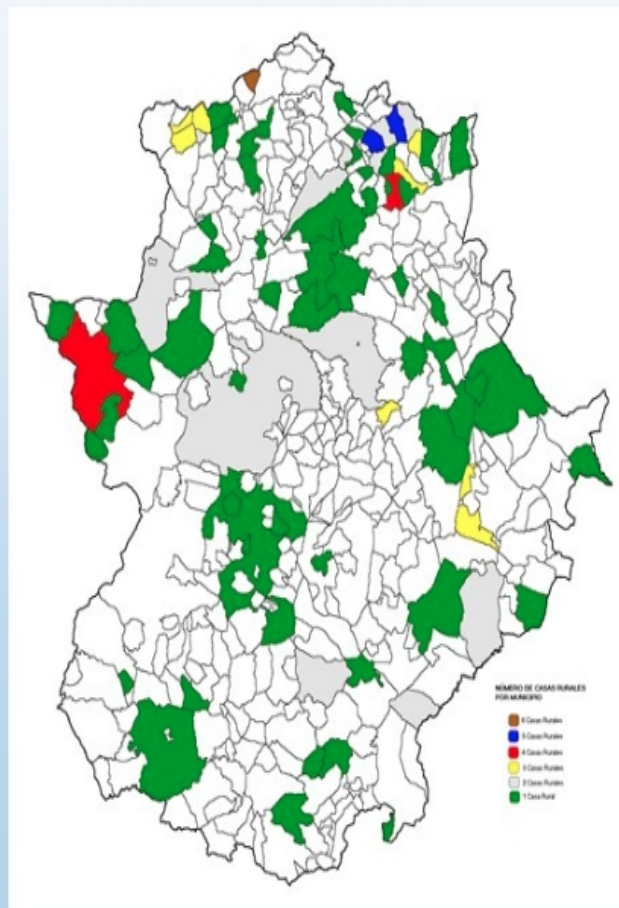 NÚMERO DE CASAS RURALES
POR MUNICIPIO
6 Casas Rurales
5 Casas Rurales
4 Casas Rurales
3 Casas Rurales
2 Casas Rurales
1 Casa Rural